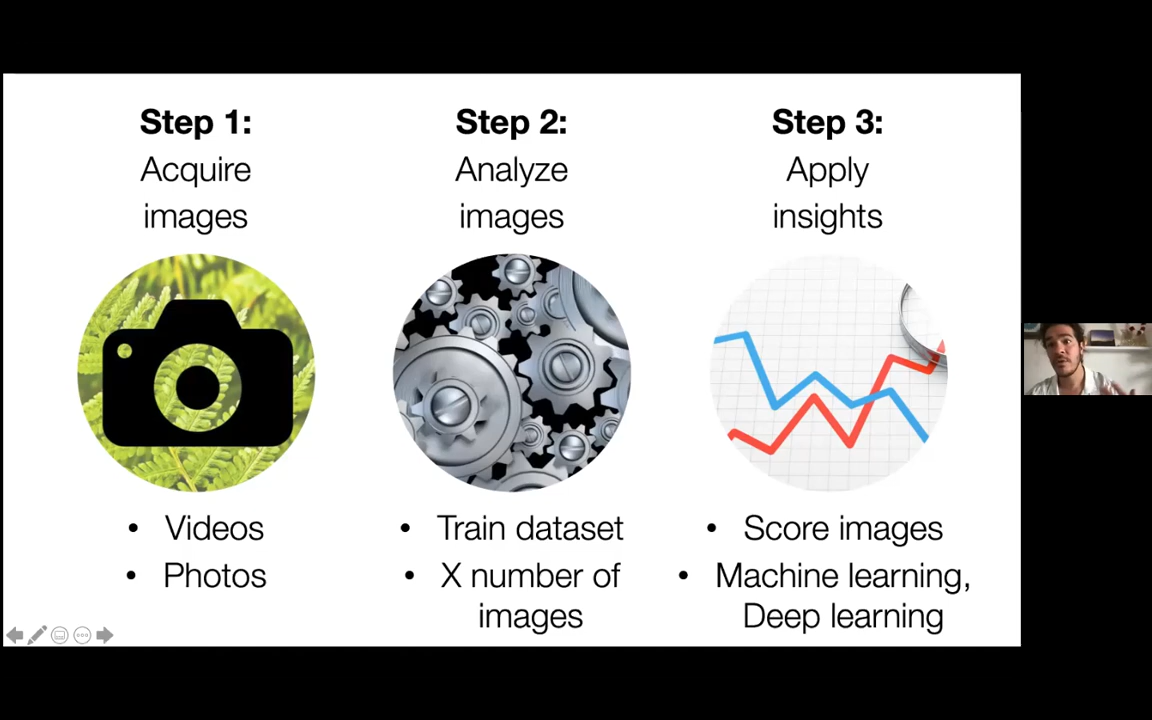 Step 1:
Acquire
images
• Videos
• Photos
Step 2:
Analyze
images
• Train dataset
• X number of
images
Step 3:
Apply
insights
• Score images
• Machine learning,
Deep learning